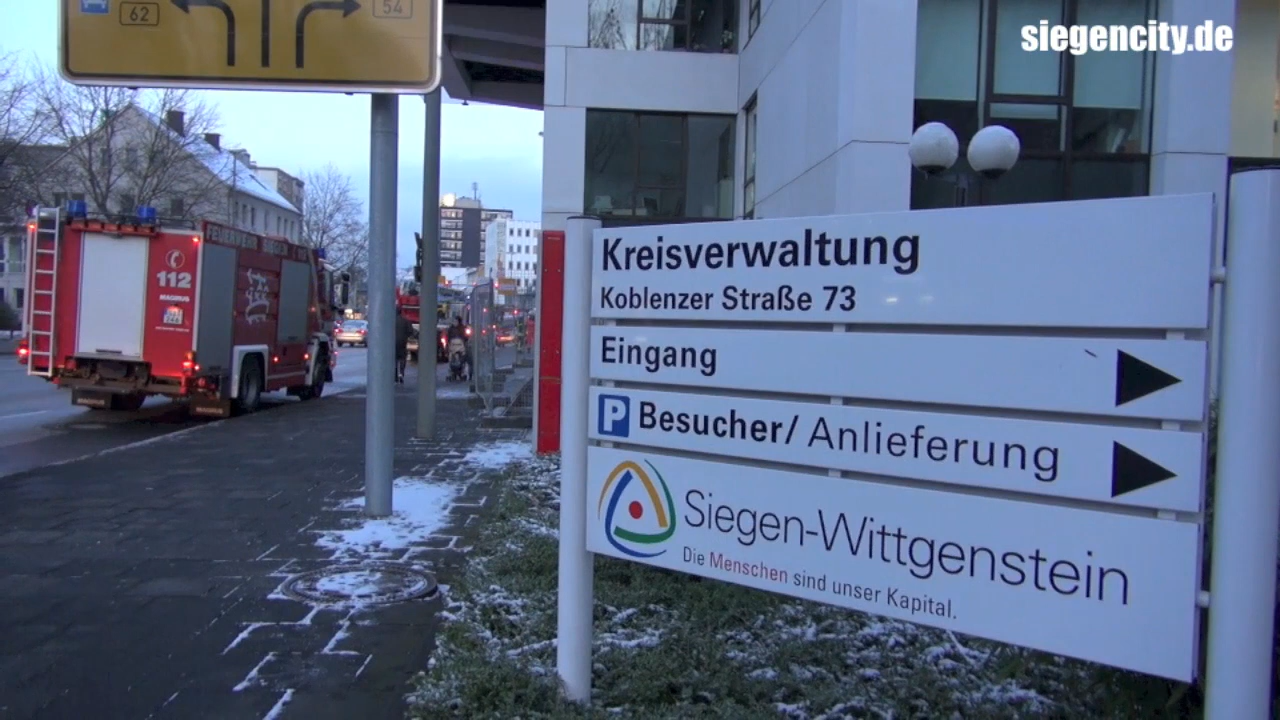 62
54
siegencity.de
FEUERWEHR SIEGEN
112
MAGIRUS
Kreisverwaltung
Koblenzer Straße 73
Eingang
P Besucher/ Anlieferung
Siegen-Wittgenstein
Die Menschen sind unser Kapital.